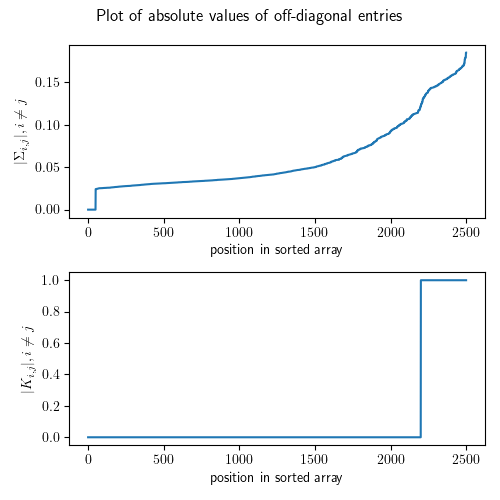 Plot of absolute values of off-diagonal entries
|Σ_{i,j}|, i ≠ j
0.15
0.10
0.05
0.00
0 500 1000 1500 2000 2500
position in sorted array
|K_{i,j}|, i ≠ j
1.0
0.8
0.6
0.4
0.2
0.0
0 500 1000 1500 2000 2500
position in sorted array